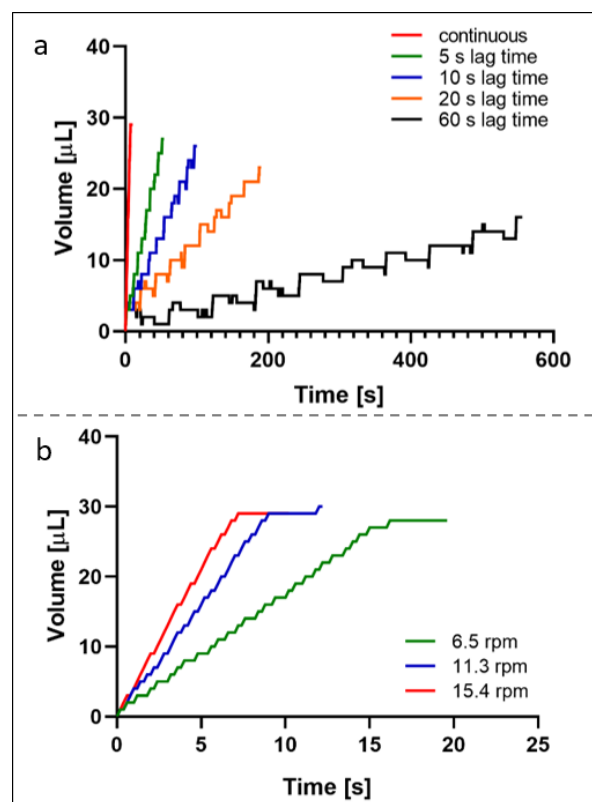 a
40
30
20
10
0
Volume [µL]
continuous
5 s lag time
10 s lag time
20 s lag time
60 s lag time
0 200 400 600
Time [s]
b
40
30
20
10
0
Volume [µL]
6.5 rpm
11.3 rpm
15.4 rpm
0 5 10 15 20 25
Time [s]